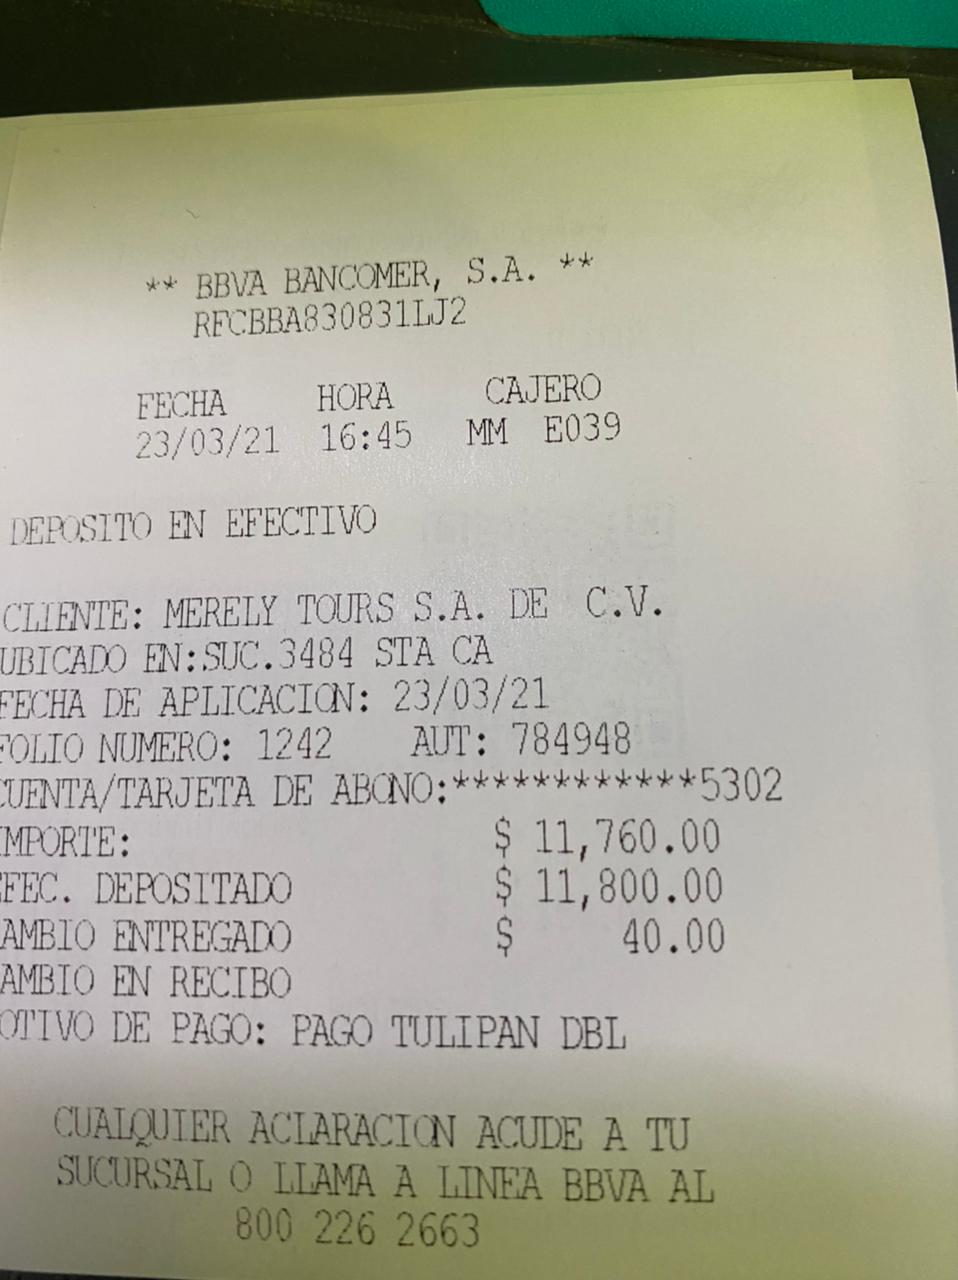 ** BBVA BANCOMER, S.A. **
RFCBBA830831LJ2
FECHA HORA CAJERO
23/03/21 16:45 MM E039
DEPOSITO EN EFECTIVO
CLIENTE: MERELY TOURS S.A. DE C.V.
UBICADO EN:SUC.3484 STA CA
FECHA DE APLICACION: 23/03/21
FOLIO NUMERO: 1242 AUT: 784948
CUENTA/TARJETA DE ABONO:************5302
IMPORTE: $ 11,760.00
EFEC. DEPOSITADO $ 11,800.00
AMBIO ENTREGADO $ 40.00
AMBIO EN RECIBO
OTIVO DE PAGO: PAGO TULIPAN DBL
CUALQUIER ACLARACION ACUDE A TU
SUCURSAL O LLAMA A LINEA BBVA AL
800 226 2663